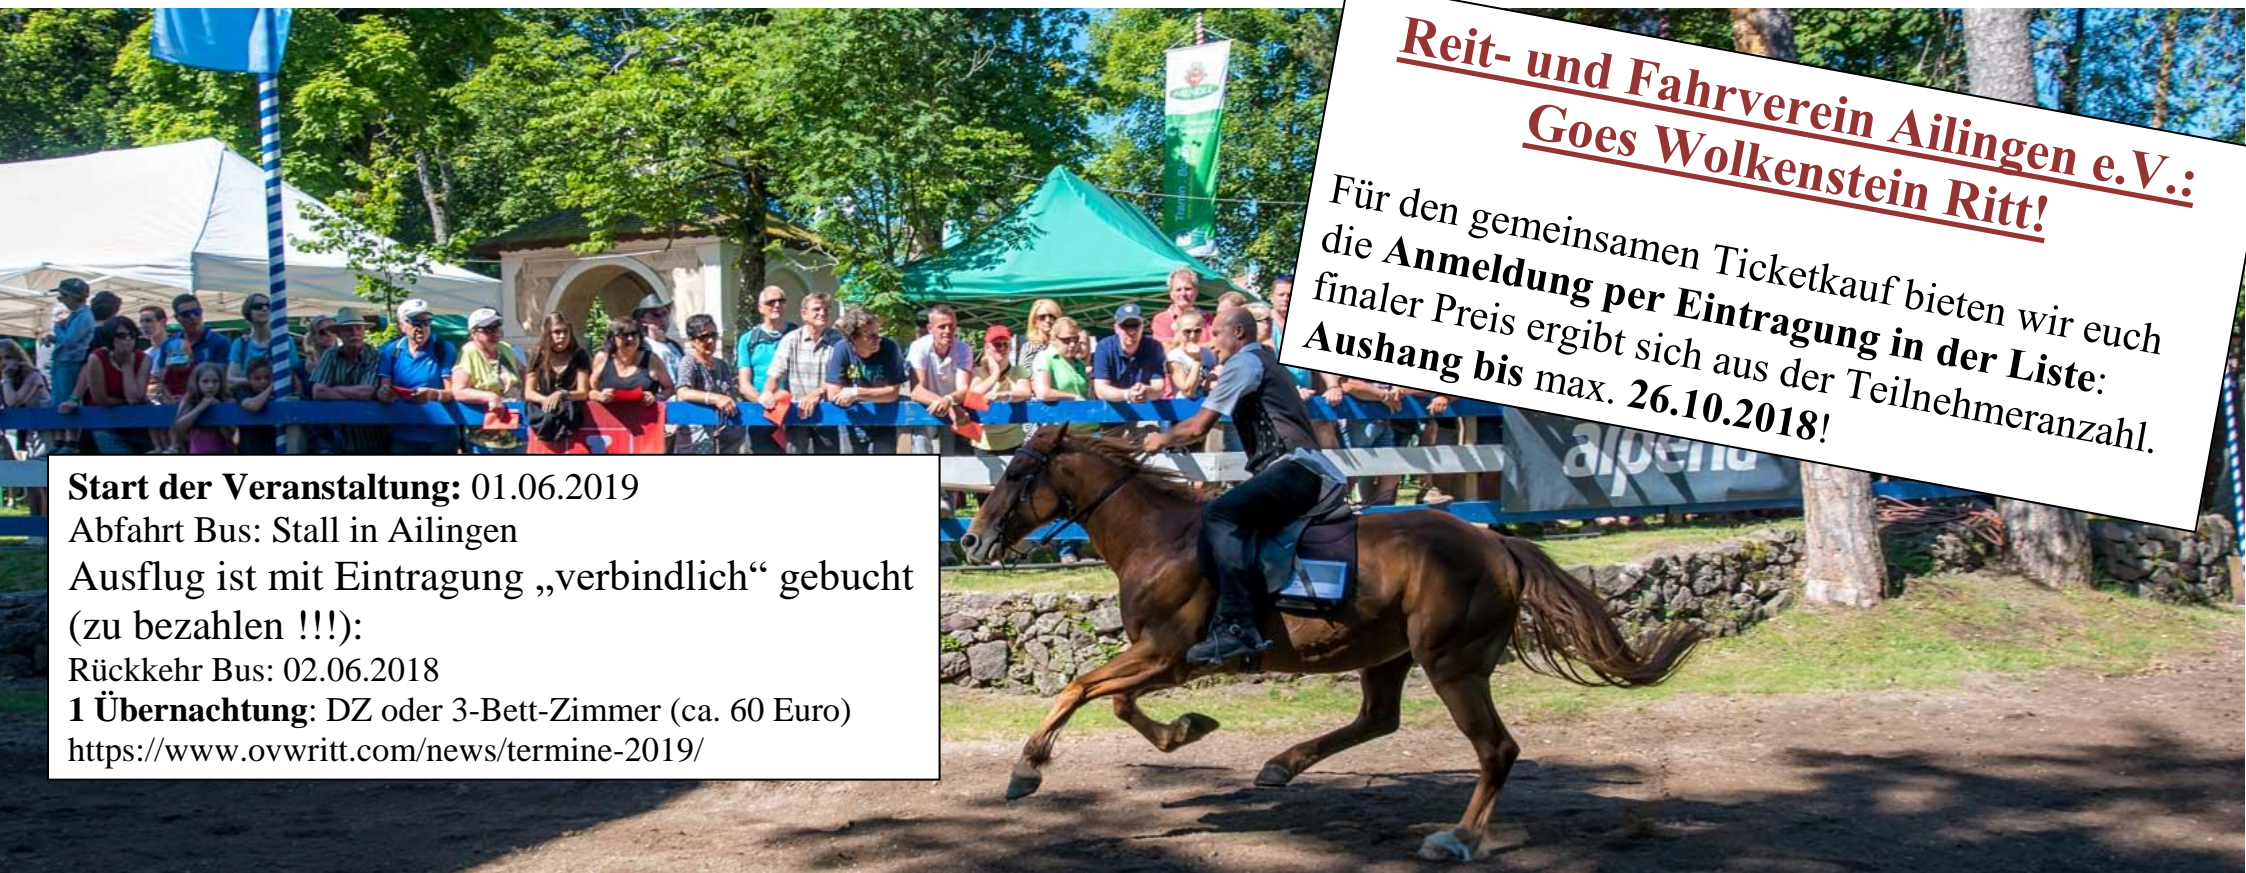 Reit- und Fahrverein Ailingen e.V.:
Goes Wolkenstein Ritt!
Für den gemeinsamen Ticketkauf bieten wir euch
die Anmeldung per Eintragung in der Liste:
finaler Preis ergibt sich aus der Teilnehmeranzahl.
Aushang bis max. 26.10.2018!
alperia
Start der Veranstaltung: 01.06.2019
Abfahrt Bus: Stall in Ailingen
Ausflug ist mit Eintragung „verbindlich“ gebucht
(zu bezahlen !!!):
Rückkehr Bus: 02.06.2018
1 Übernachtung: DZ oder 3-Bett-Zimmer (ca. 60 Euro)
https://www.ovwritt.com/news/termine-2019/